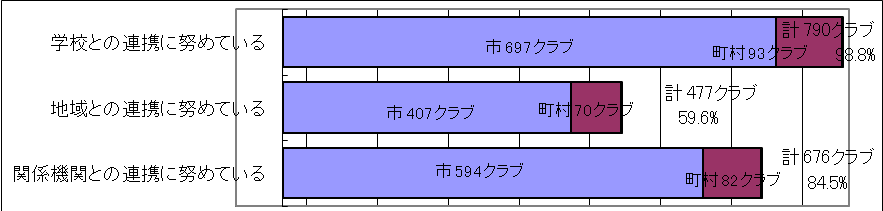 学校との連携に努めている
市697クラブ
町村93クラブ
計790クラブ
98.8%
地域との連携に努めている
市407クラブ
町村70クラブ
計477クラブ
59.6%
関係機関との連携に努めている
市594クラブ
町村82クラブ
計676クラブ
84.5%